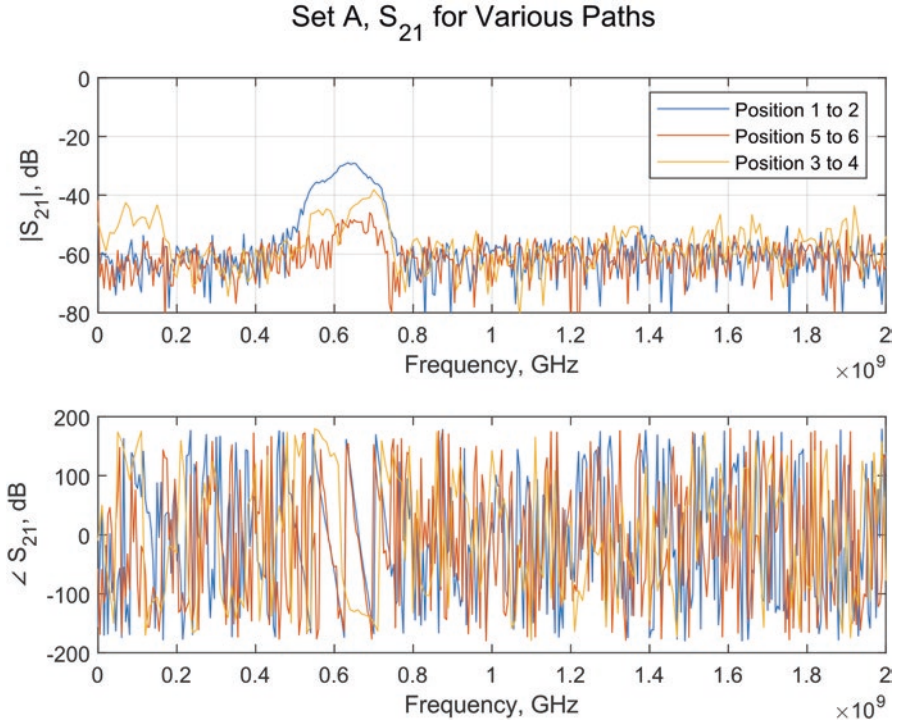 Set A, S21 for Various Paths
0
-20
-40
-60
-80
|S21|, dB
Position 1 to 2
Position 5 to 6
Position 3 to 4
0 0.2 0.4 0.6 0.8 1 1.2 1.4 1.6 1.8 2
Frequency, GHz
×10^9
200
100
0
-100
-200
∠ S21, dB
0 0.2 0.4 0.6 0.8 1 1.2 1.4 1.6 1.8 2
Frequency, GHz
×10^9